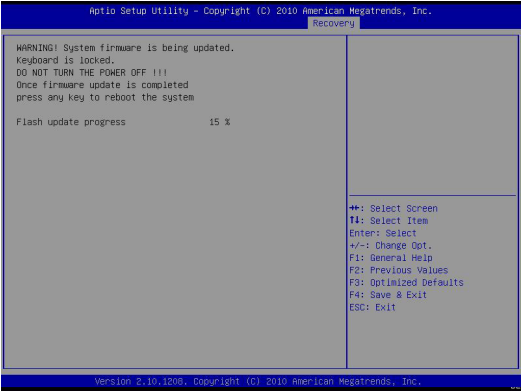 Aptio Setup Utility – Copyright (C) 2010 American Megatrends, Inc.
Recovery
WARNING! System firmware is being updated.
Keyboard is locked.
DO NOT TURN THE POWER OFF !!!
Once firmware update is completed
press any key to reboot the system
Flash update progress 15 %
→←: Select Screen
↑↓: Select Item
Enter: Select
+/-: Change Opt.
F1: General Help
F2: Previous Values
F3: Optimized Defaults
F4: Save & Exit
ESC: Exit
Version 2.10.1208. Copyright (C) 2010 American Megatrends, Inc.